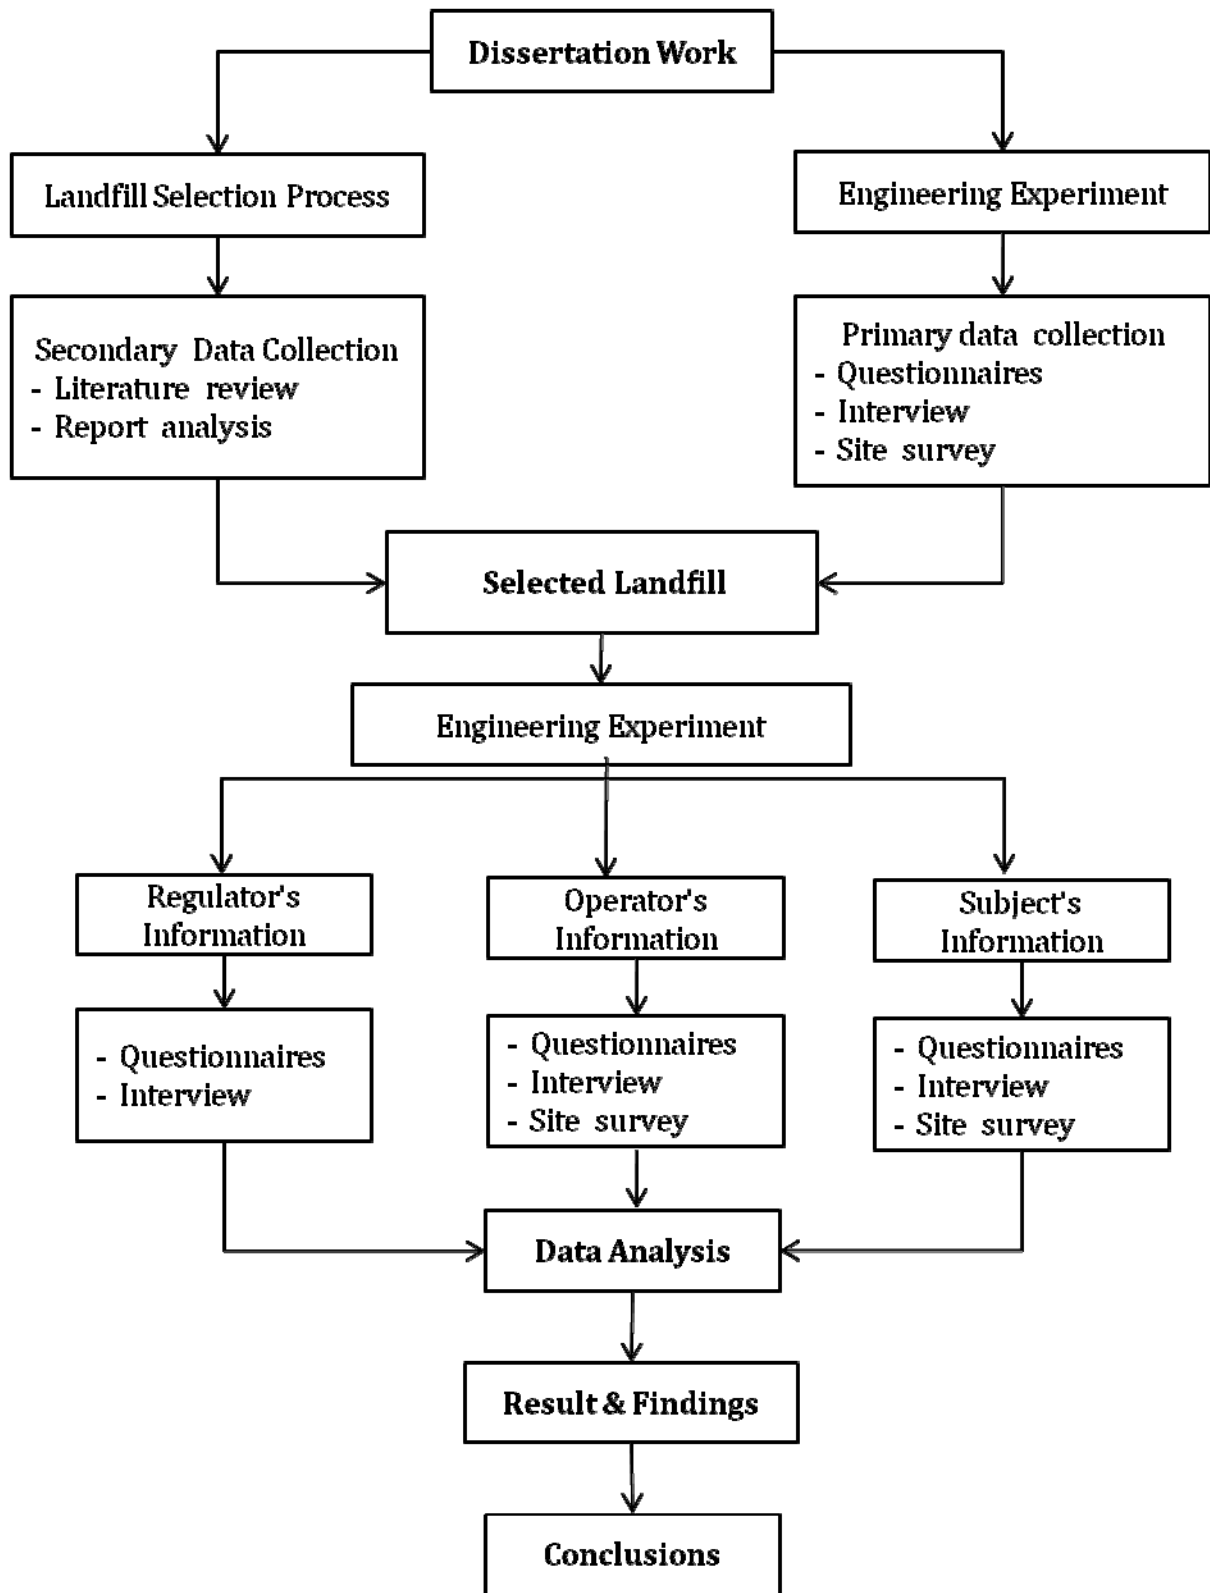 Dissertation Work
Landfill Selection Process
Engineering Experiment
Secondary Data Collection
- Literature review
- Report analysis
Primary data collection
- Questionnaires
- Interview
- Site survey
Selected Landfill
Engineering Experiment
Regulator's
Information
Operator's
Information
Subject's
Information
- Questionnaires
- Interview
- Questionnaires
- Interview
- Site survey
- Questionnaires
- Interview
- Site survey
Data Analysis
Result & Findings
Conclusions